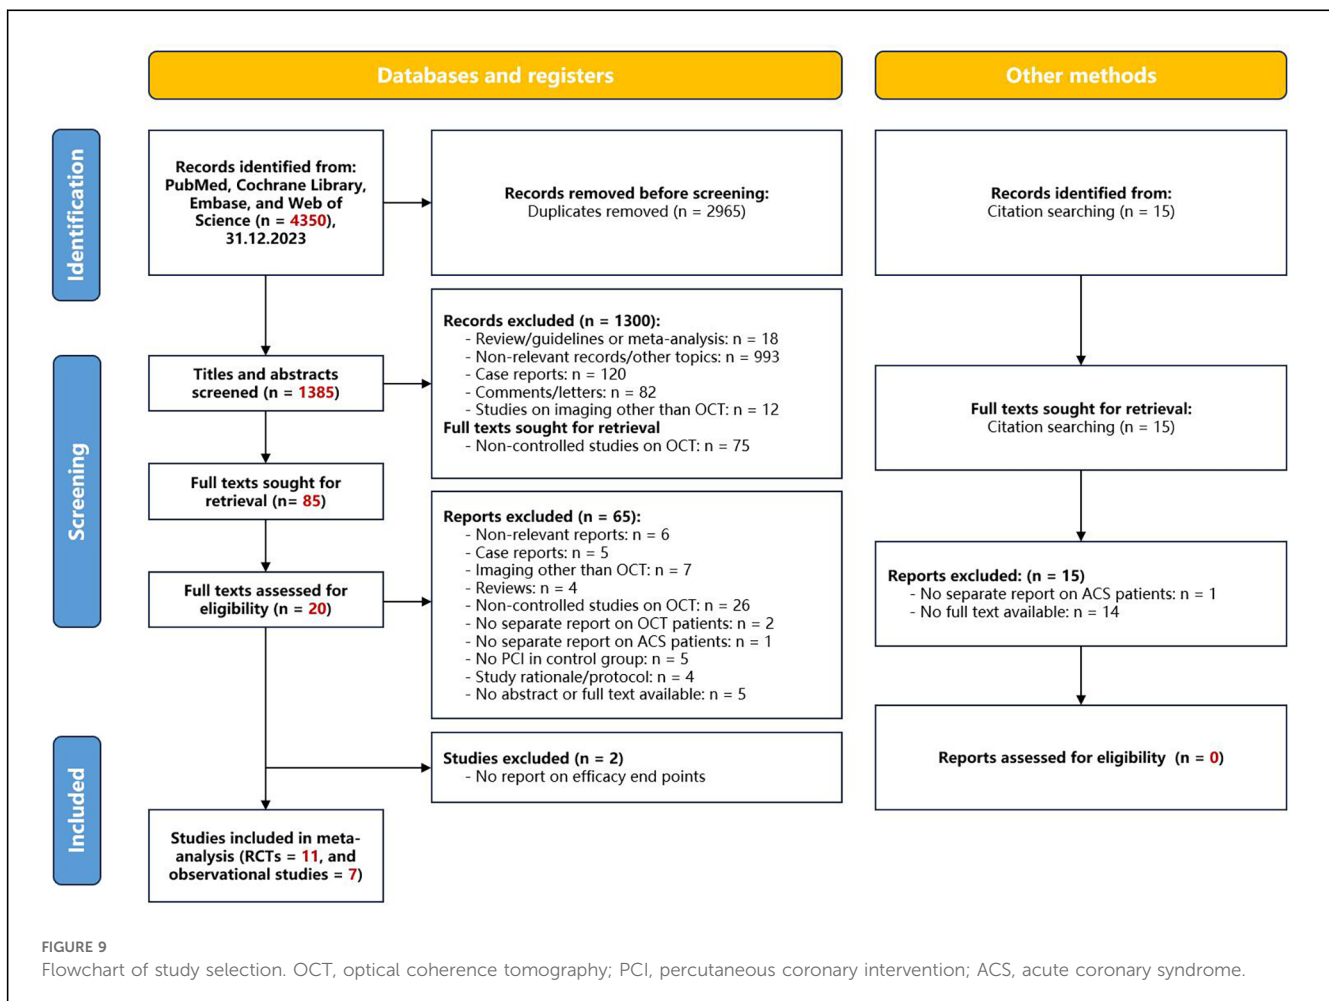 Databases and registers
Other methods
Identification
Records identified from:
PubMed, Cochrane Library,
Embase, and Web of
Science (n = 4350),
31.12.2023
Records removed before screening:
Duplicates removed (n = 2965)
Records identified from:
Citation searching (n = 15)
Screening
Titles and abstracts
screened (n = 1385)
Records excluded (n = 1300):
- Review/guidelines or meta-analysis: n = 18
- Non-relevant records/other topics: n = 993
- Case reports: n = 120
- Comments/letters: n = 82
- Studies on imaging other than OCT: n = 12
Full texts sought for retrieval
- Non-controlled studies on OCT: n = 75
Full texts sought for retrieval:
Citation searching (n = 15)
Full texts sought for
retrieval (n= 85)
Full texts assessed for
eligibility (n = 20)
Reports excluded (n = 65):
- Non-relevant reports: n = 6
- Case reports: n = 5
- Imaging other than OCT: n = 7
- Reviews: n = 4
- Non-controlled studies on OCT: n = 26
- No separate report on OCT patients: n = 2
- No separate report on ACS patients: n = 1
- No PCI in control group: n = 5
- Study rationale/protocol: n = 4
- No abstract or full text available: n = 5
Reports excluded: (n = 15)
- No separate report on ACS patients: n = 1
- No full text available: n = 14
Included
Studies excluded (n = 2)
- No report on efficacy end points
Reports assessed for eligibility (n = 0)
Studies included in meta-
analysis (RCTs = 11, and
observational studies = 7)
FIGURE 9
Flowchart of study selection. OCT, optical coherence tomography; PCI, percutaneous coronary intervention; ACS, acute coronary syndrome.